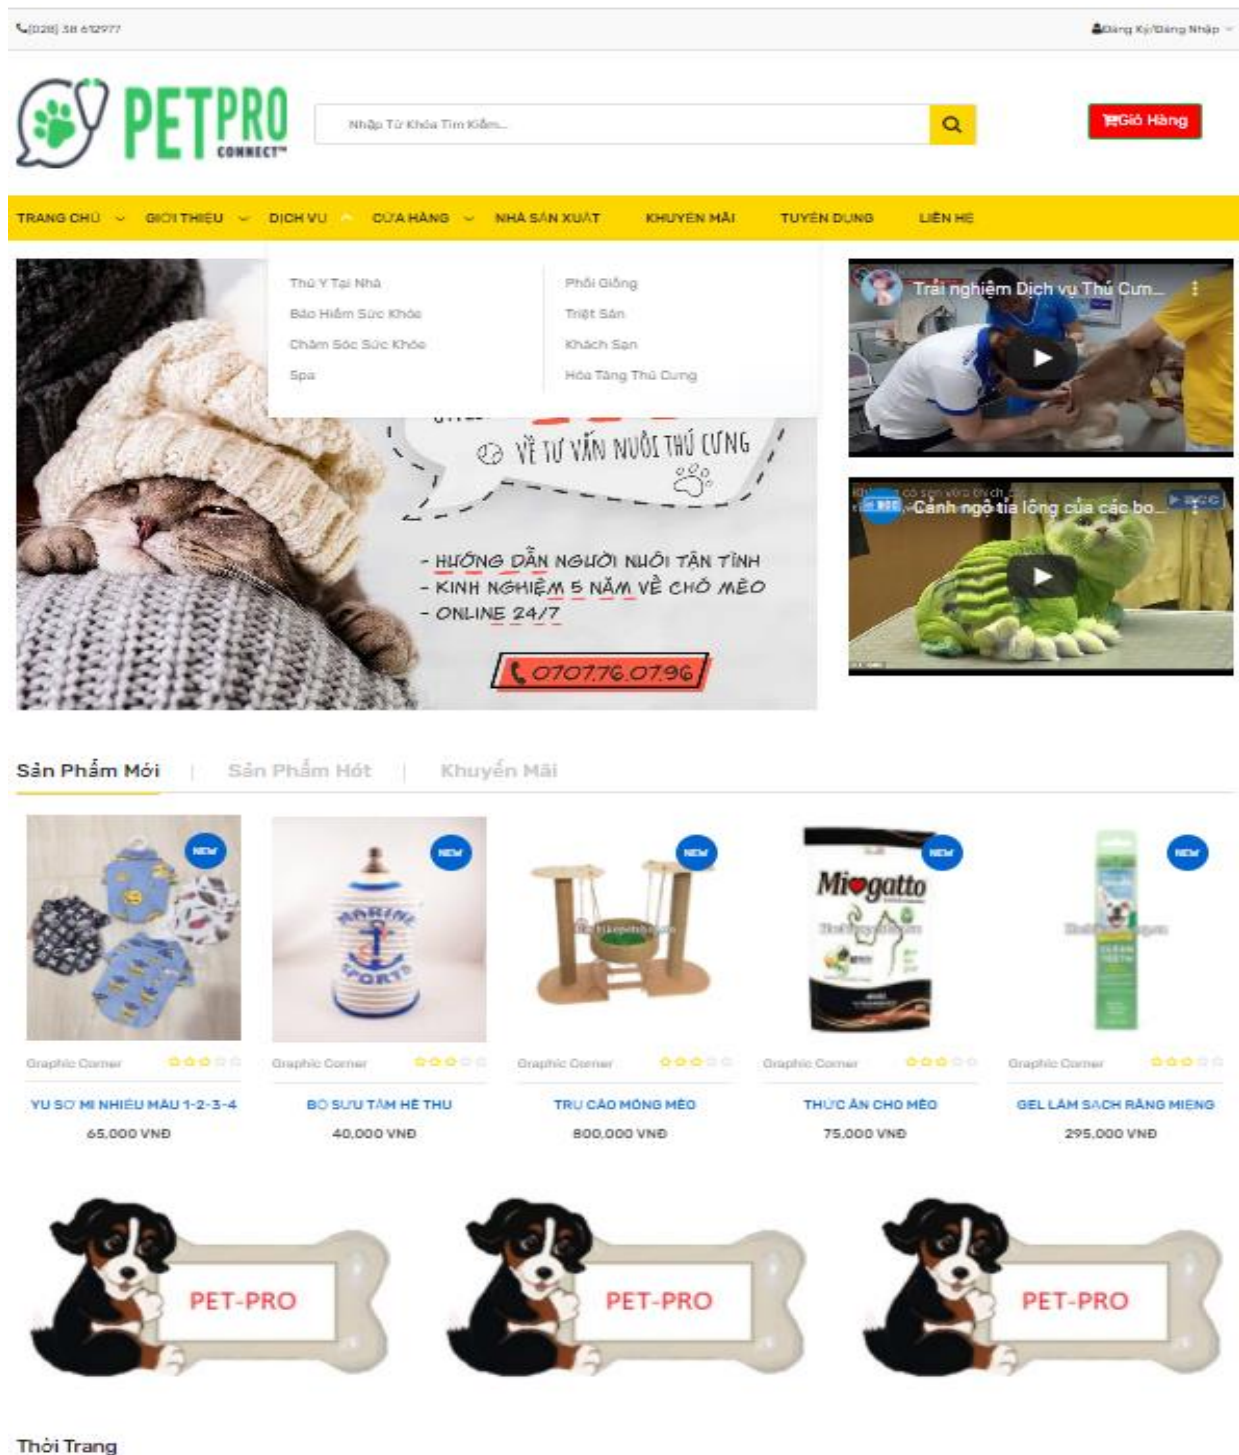 (028) 38 612977
Đăng Ký/Đăng Nhập
PETPRO
CONNECT™
Nhập Từ Khóa Tìm Kiếm...
Giỏ Hàng
TRANG CHỦ GIỚI THIỆU DỊCH VỤ CỬA HÀNG NHÀ SẢN XUẤT KHUYẾN MÃI TUYỂN DỤNG LIÊN HỆ
Thú Y Tại Nhà
Bảo Hiểm Sức Khỏe
Chăm Sóc Sức Khỏe
Spa
Phối Giống
Triệt Sản
Khách Sạn
Hỏa Táng Thú Cưng
VỀ TƯ VẤN NUÔI THÚ CƯNG
- HƯỚNG DẪN NGƯỜI NUÔI TẬN TÌNH
- KINH NGHIỆM 5 NĂM VỀ CHÓ MÈO
- ONLINE 24/7
0707.76.07.96
Trải nghiệm Dịch vụ Thú Cưn...
Cảnh ngộ tỉa lông của các bo...
Sản Phẩm Mới | Sản Phẩm Hót | Khuyến Mãi
NEW
NEW
NEW
NEW
NEW
MARINE
SPORTS
Miogatto
CLEAN
TEETH
Graphic Corner
Graphic Corner
Graphic Corner
Graphic Corner
Graphic Corner
YU SƠ MI NHIỀU MÀU 1-2-3-4
65,000 VNĐ
BỘ SƯU TẦM HÈ THU
40,000 VNĐ
TRỤ CÀO MÓNG MÈO
800,000 VNĐ
THỨC ĂN CHO MÈO
75,000 VNĐ
GEL LÀM SẠCH RĂNG MIỆNG
295,000 VNĐ
PET-PRO
PET-PRO
PET-PRO
Thời Trang